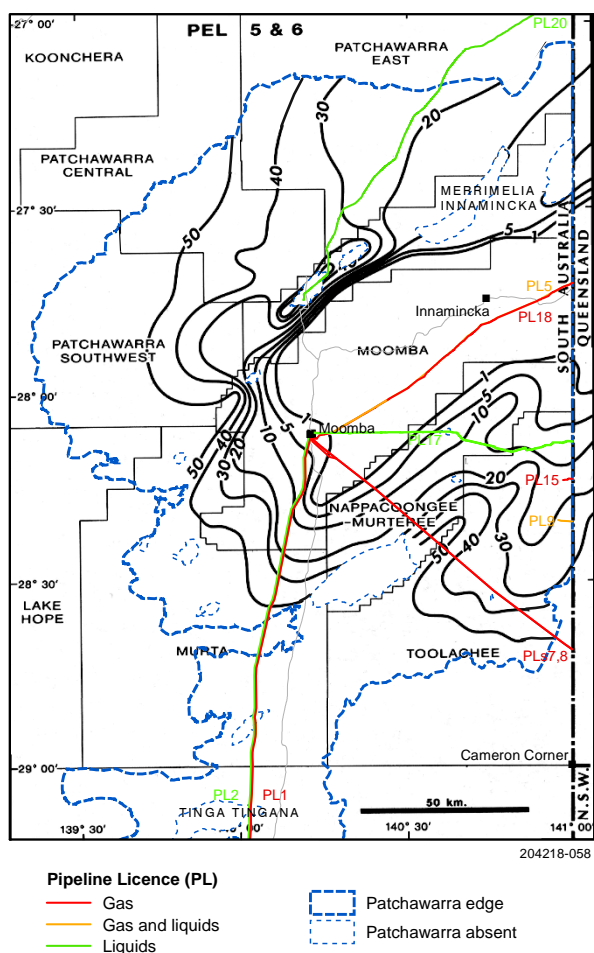 27° 00′
PEL 5 & 6
PL20
KOONCHERA
PATCHAWARRA
EAST
30
20
PATCHAWARRA
CENTRAL
40
MERRIMELIA
INNAMINCKA
27° 30′
50
5
1
SOUTH AUSTRALIA
QUEENSLAND
PL5
Innamincka
PL18
PATCHAWARRA
SOUTHWEST
MOOMBA
1
5
10
28° 00′
1
Moomba
PL17
5
10
20
30
40
50
20
PL15
NAPPACOONGEE
-MURTEREE
PL9
50
40
30
28° 30′
LAKE
HOPE
MURTA
TOOLACHEE
PLs7,8
Cameron Corner
29° 00′
PL2
PL1
50 km.
TINGA TINGANA
N.S.W.
139° 30′
140° 30′
141° 00′
204218-058
Pipeline Licence (PL)
Gas
Gas and liquids
Liquids
Patchawarra edge
Patchawarra absent